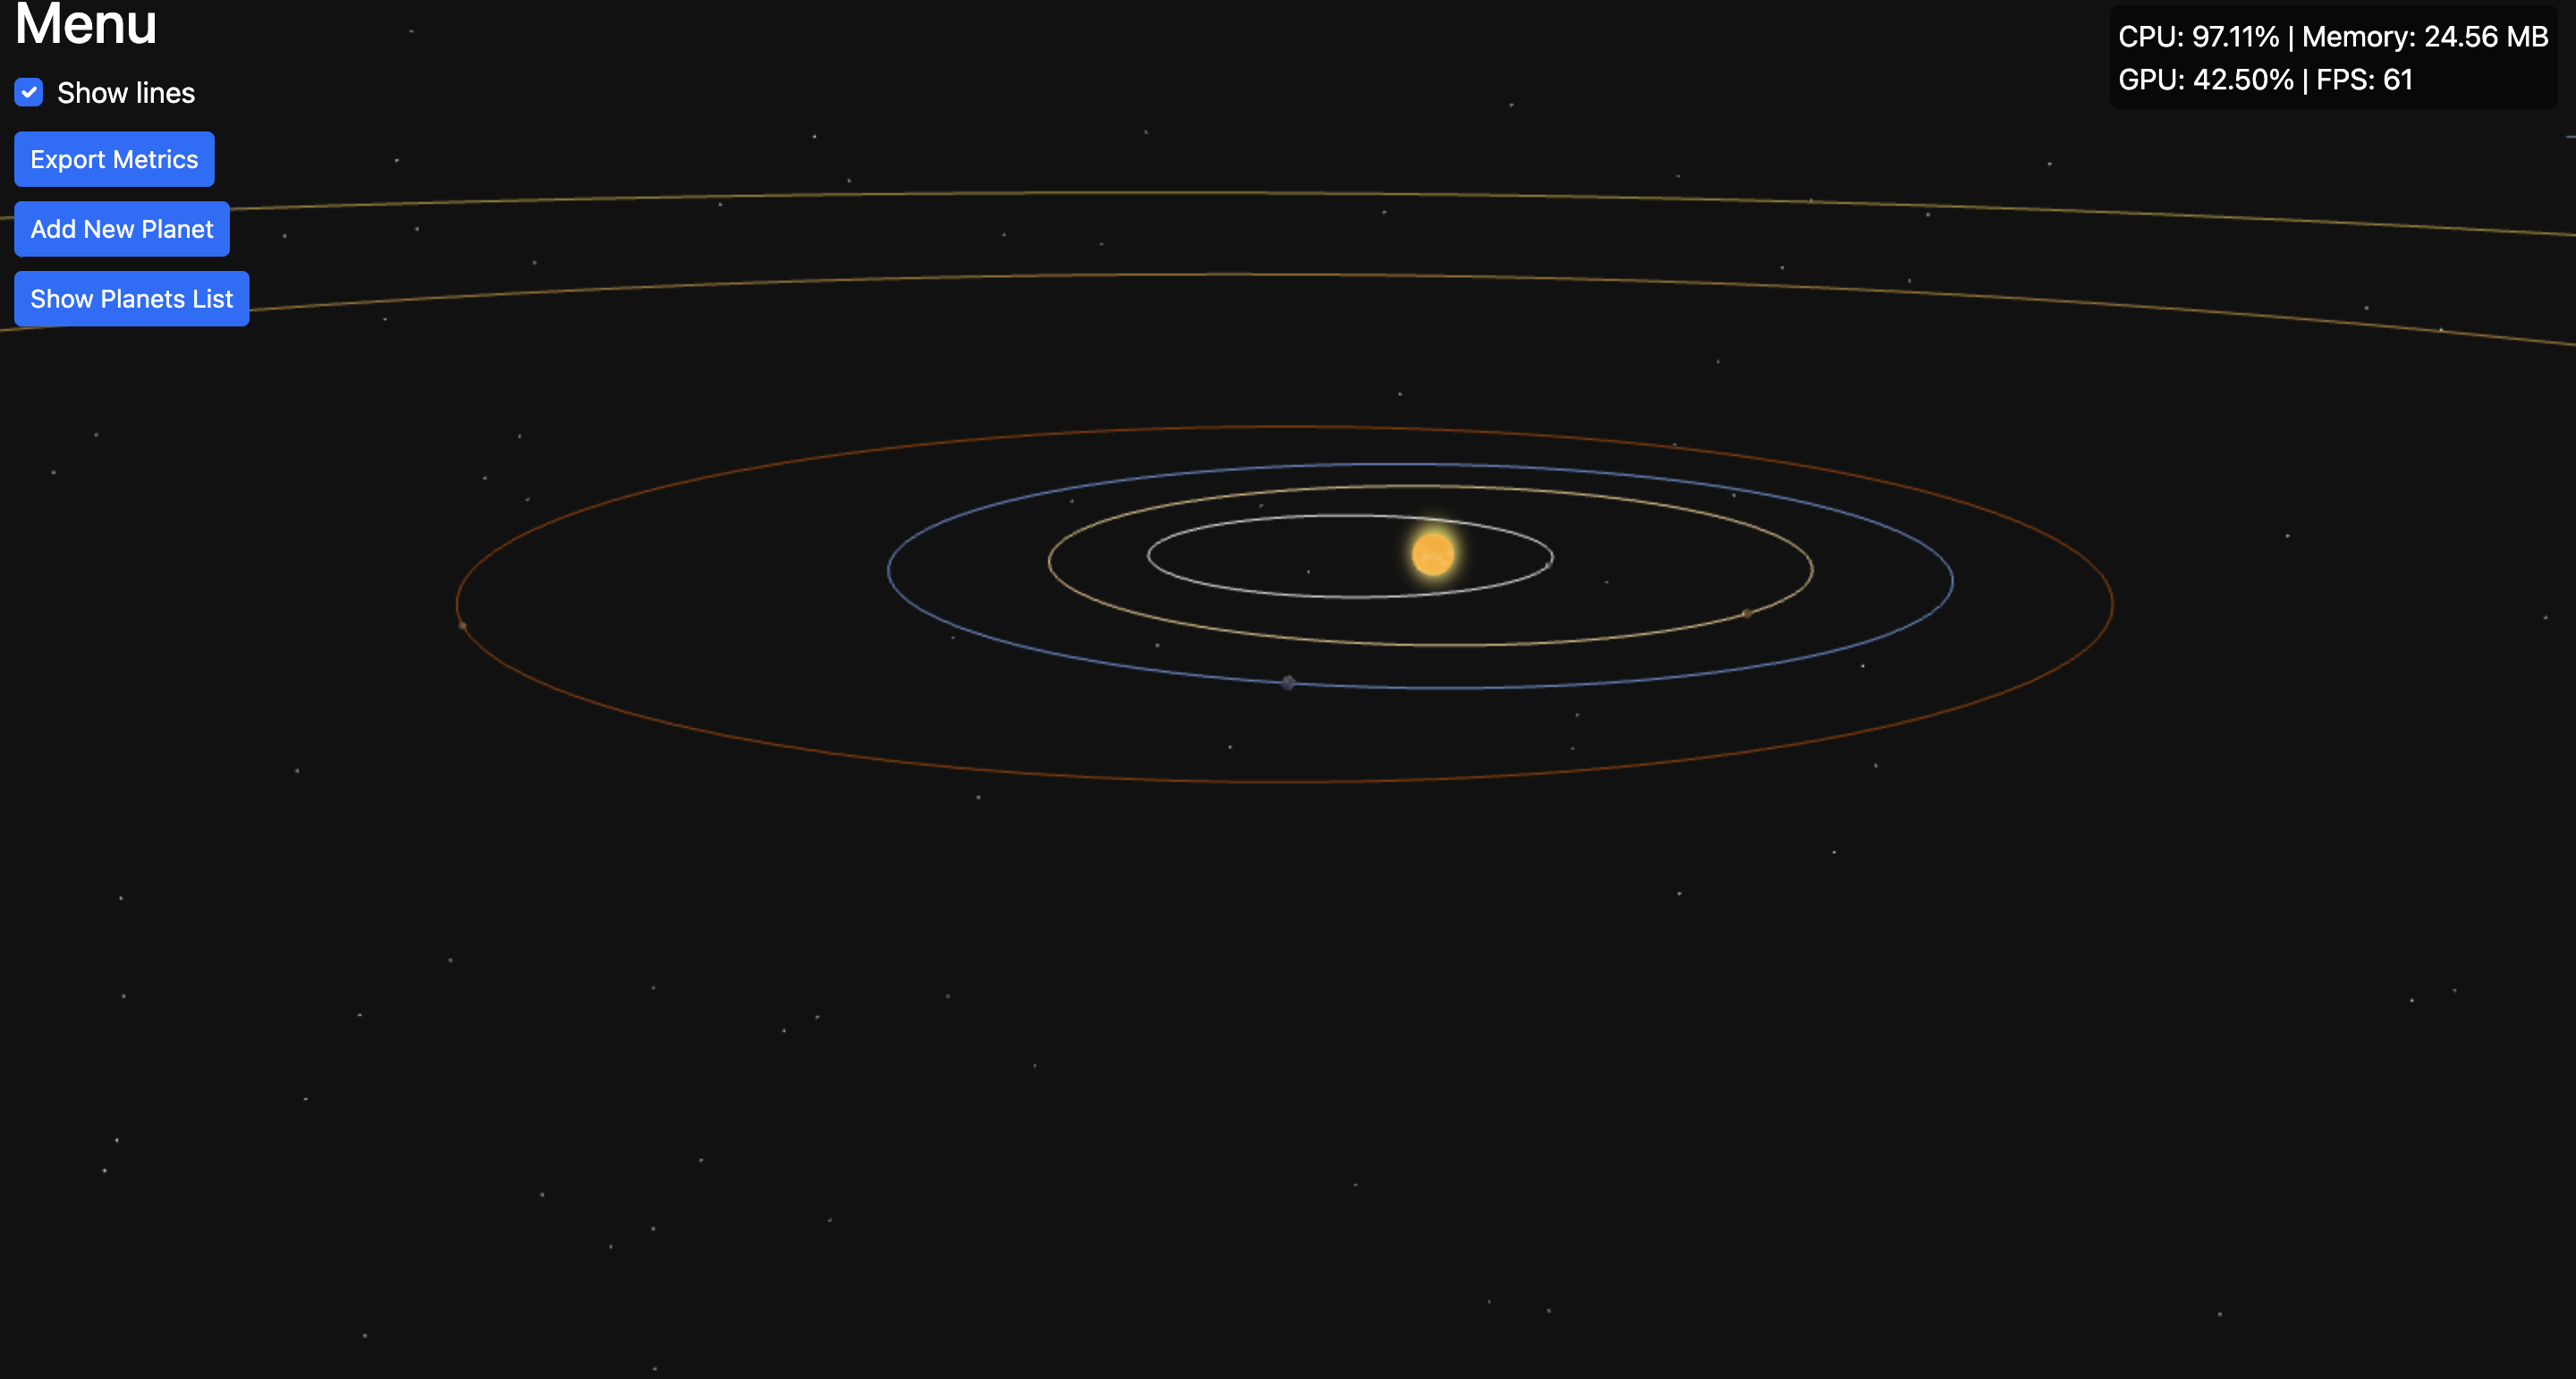 Menu
Show lines
Export Metrics
Add New Planet
Show Planets List
CPU: 97.11% | Memory: 24.56 MB
GPU: 42.50% | FPS: 61